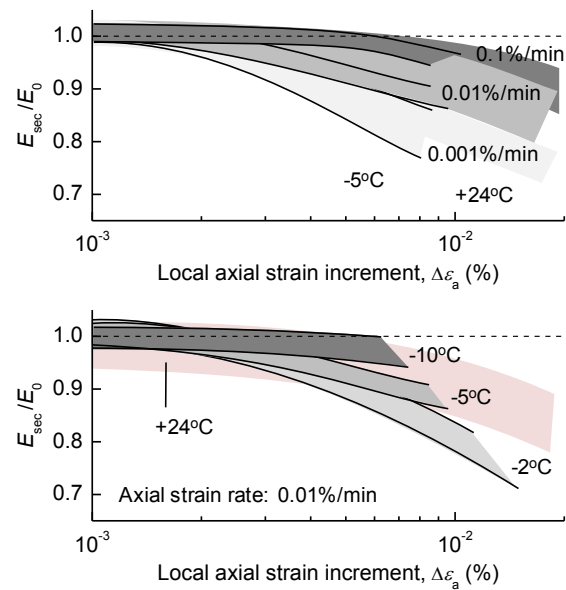 1.0
0.9
0.8
0.7
E_sec/E_0
0.1%/min
0.01%/min
0.001%/min
-5°C
+24°C
10⁻³
10⁻²
Local axial strain increment, Δε_a (%)
1.0
0.9
0.8
0.7
E_sec/E_0
-10°C
-5°C
+24°C
-2°C
Axial strain rate: 0.01%/min
10⁻³
10⁻²
Local axial strain increment, Δε_a (%)